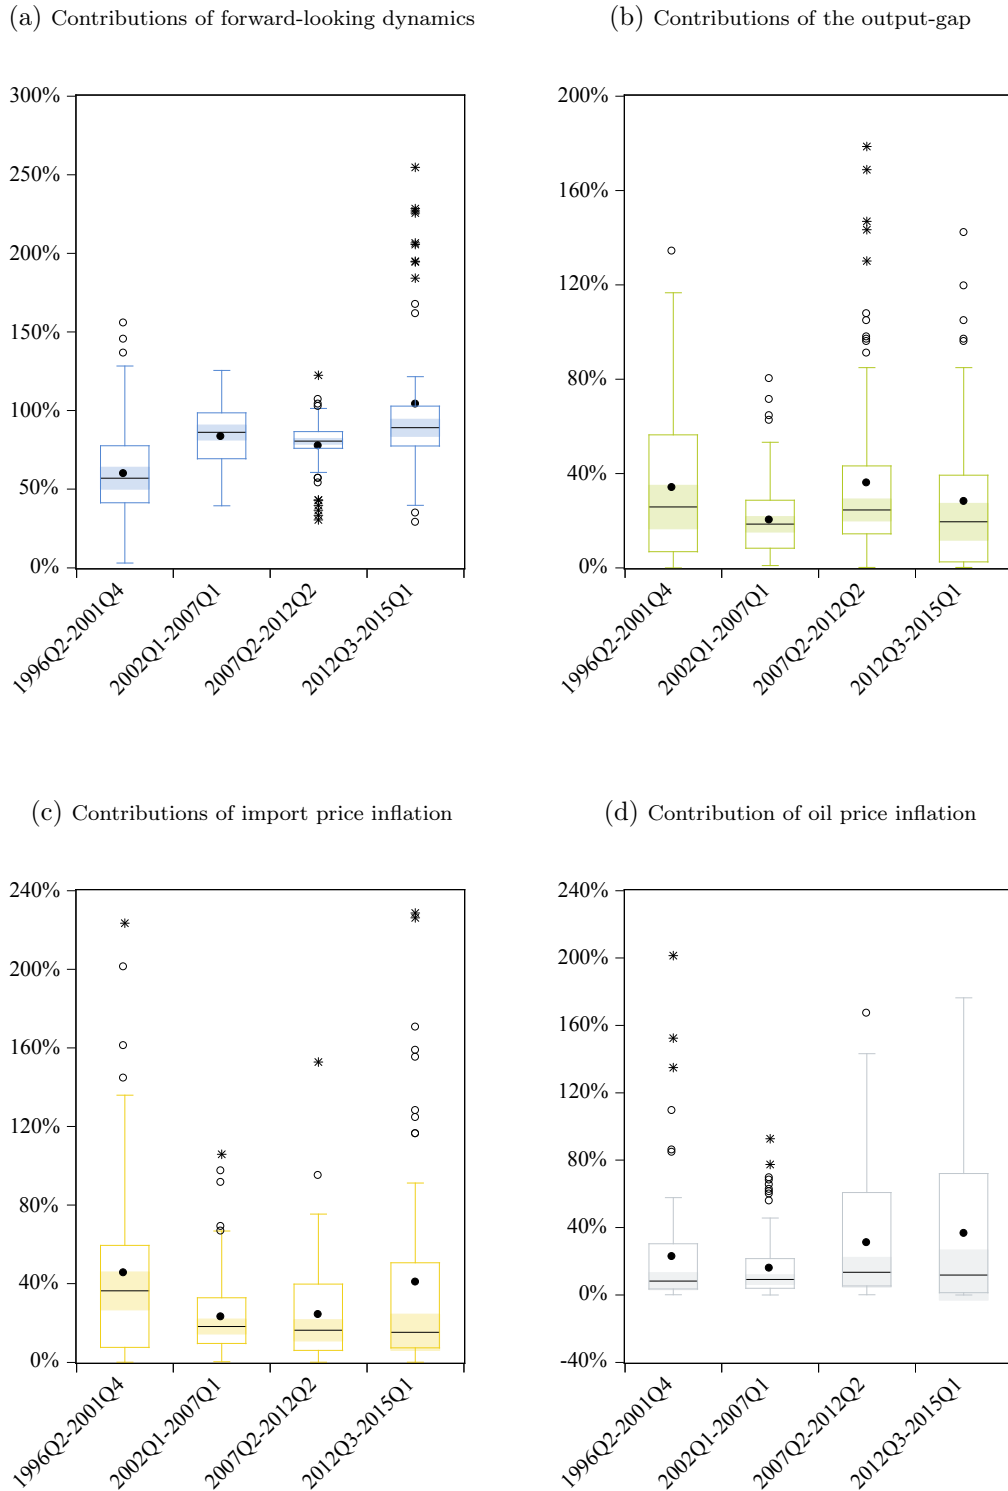 (a) Contributions of forward-looking dynamics
300%
250%
200%
150%
100%
50%
0%
1996Q2-2001Q4
2002Q1-2007Q1
2007Q2-2012Q2
2012Q3-2015Q1
(b) Contributions of the output-gap
200%
160%
120%
80%
40%
0%
1996Q2-2001Q4
2002Q1-2007Q1
2007Q2-2012Q2
2012Q3-2015Q1
(c) Contributions of import price inflation
240%
200%
160%
120%
80%
40%
0%
1996Q2-2001Q4
2002Q1-2007Q1
2007Q2-2012Q2
2012Q3-2015Q1
(d) Contribution of oil price inflation
240%
200%
160%
120%
80%
40%
0%
-40%
1996Q2-2001Q4
2002Q1-2007Q1
2007Q2-2012Q2
2012Q3-2015Q1